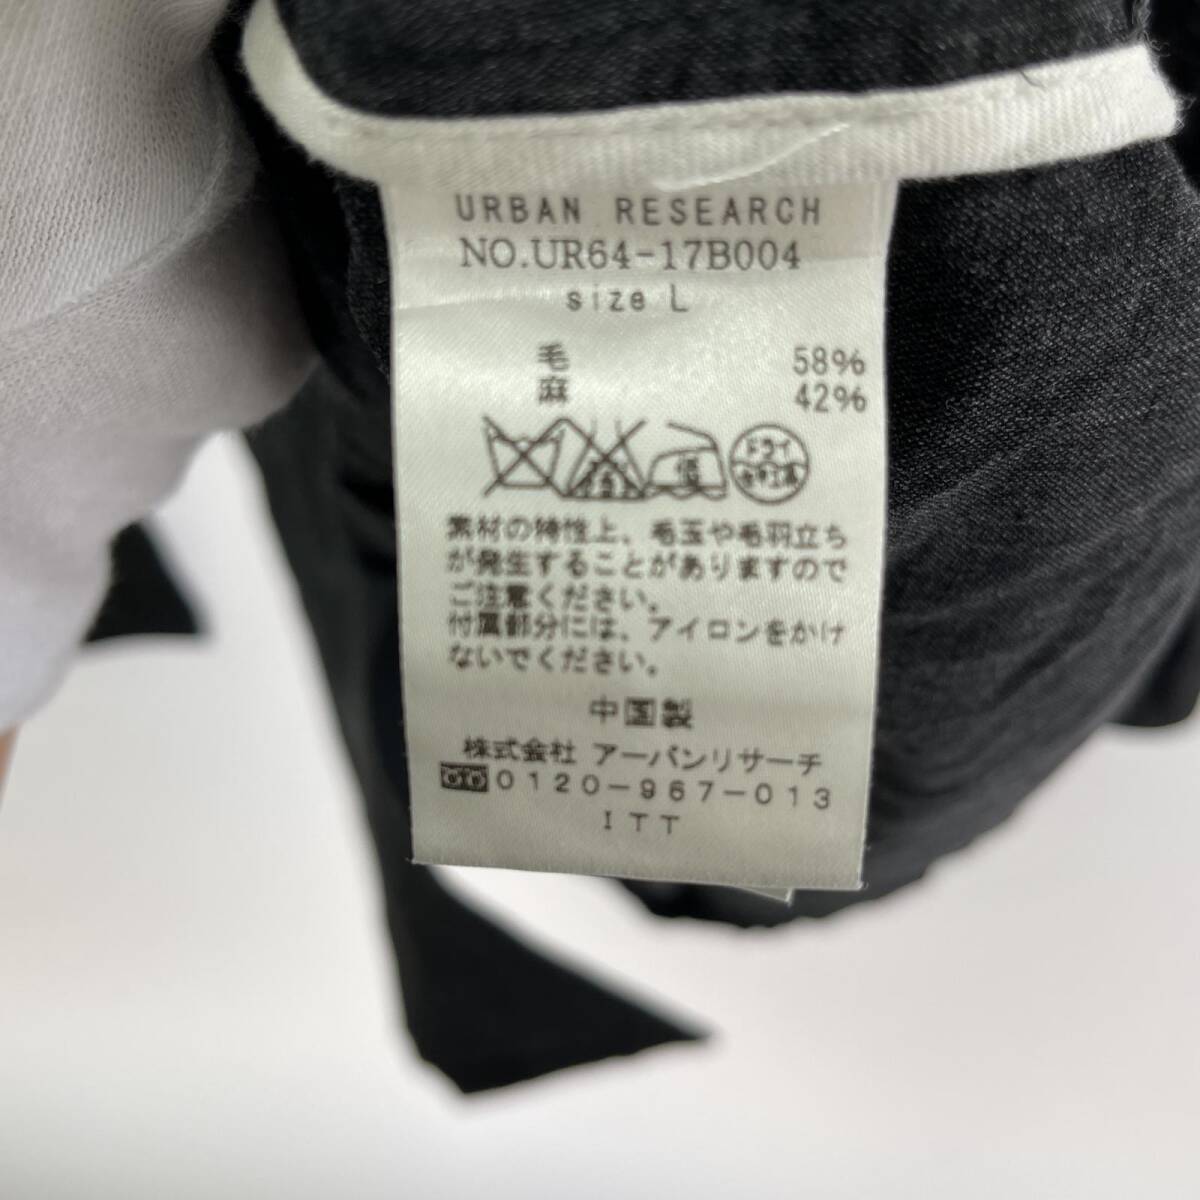 URBAN RESEARCH
NO.UR64-17B004
size L
毛 58%
麻 42%
低
ドライ
素材の特性上、毛玉や毛羽立ち
が発生することがありますので
ご注意ください。
付属部分には、アイロンをかけ
ないでください。
中国製
株式会社 アーバンリサーチ
0120-967-013
ITT